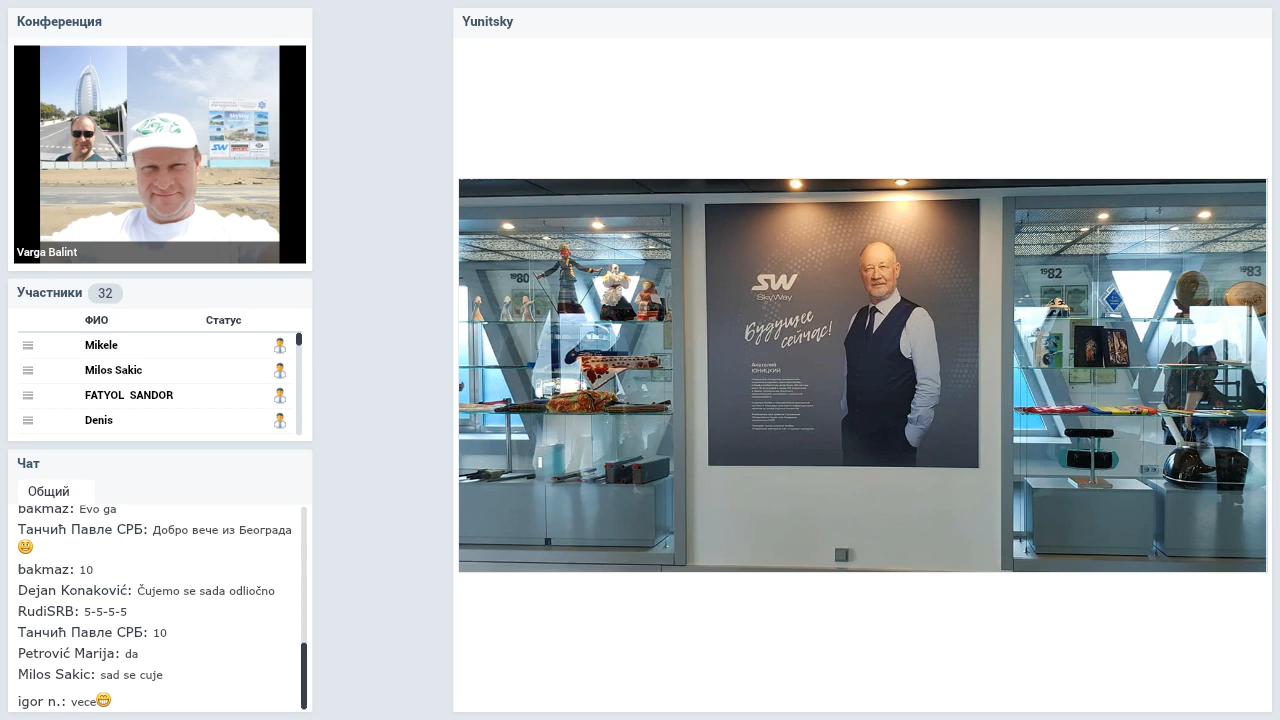 Конференция
Varga Balint
Участники 32
ФИО Статус
Mikele
Milos Sakic
FATYOL SANDOR
Denis
Чат
Общий
bakmaz: Evo ga
Танчић Павле СРБ: Добро вече из Београда
bakmaz: 10
Dejan Konaković: Čujemo se sada odliočno
RudiSRB: 5-5-5-5
Танчић Павле СРБ: 10
Petrović Marija: da
Milos Sakic: sad se cuje
igor n.: vece
Yunitsky
1980
SW
SkyWay
Будущее
сейчас!
Анатолий
ЮНИЦКИЙ
1982
1983